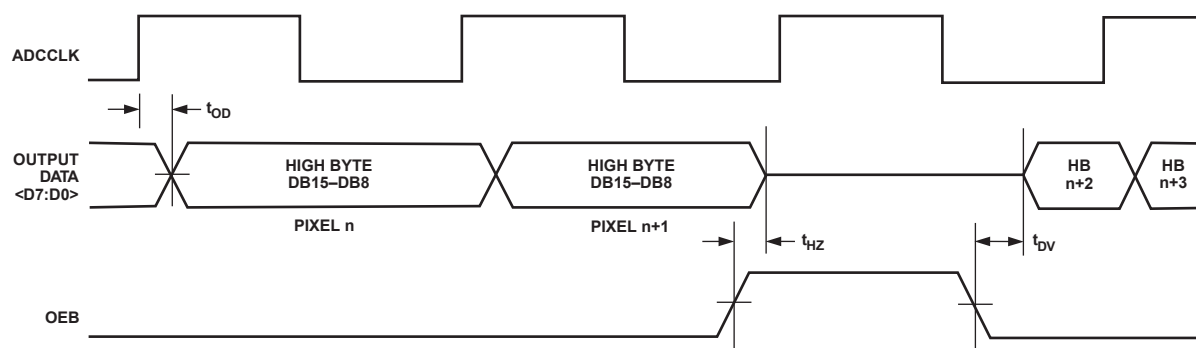 ADCCLK
tOD
OUTPUT
DATA
<D7:D0>
HIGH BYTE
DB15–DB8
HIGH BYTE
DB15–DB8
HB
n+2
HB
n+3
PIXEL n
PIXEL n+1
tHZ
tDV
OEB